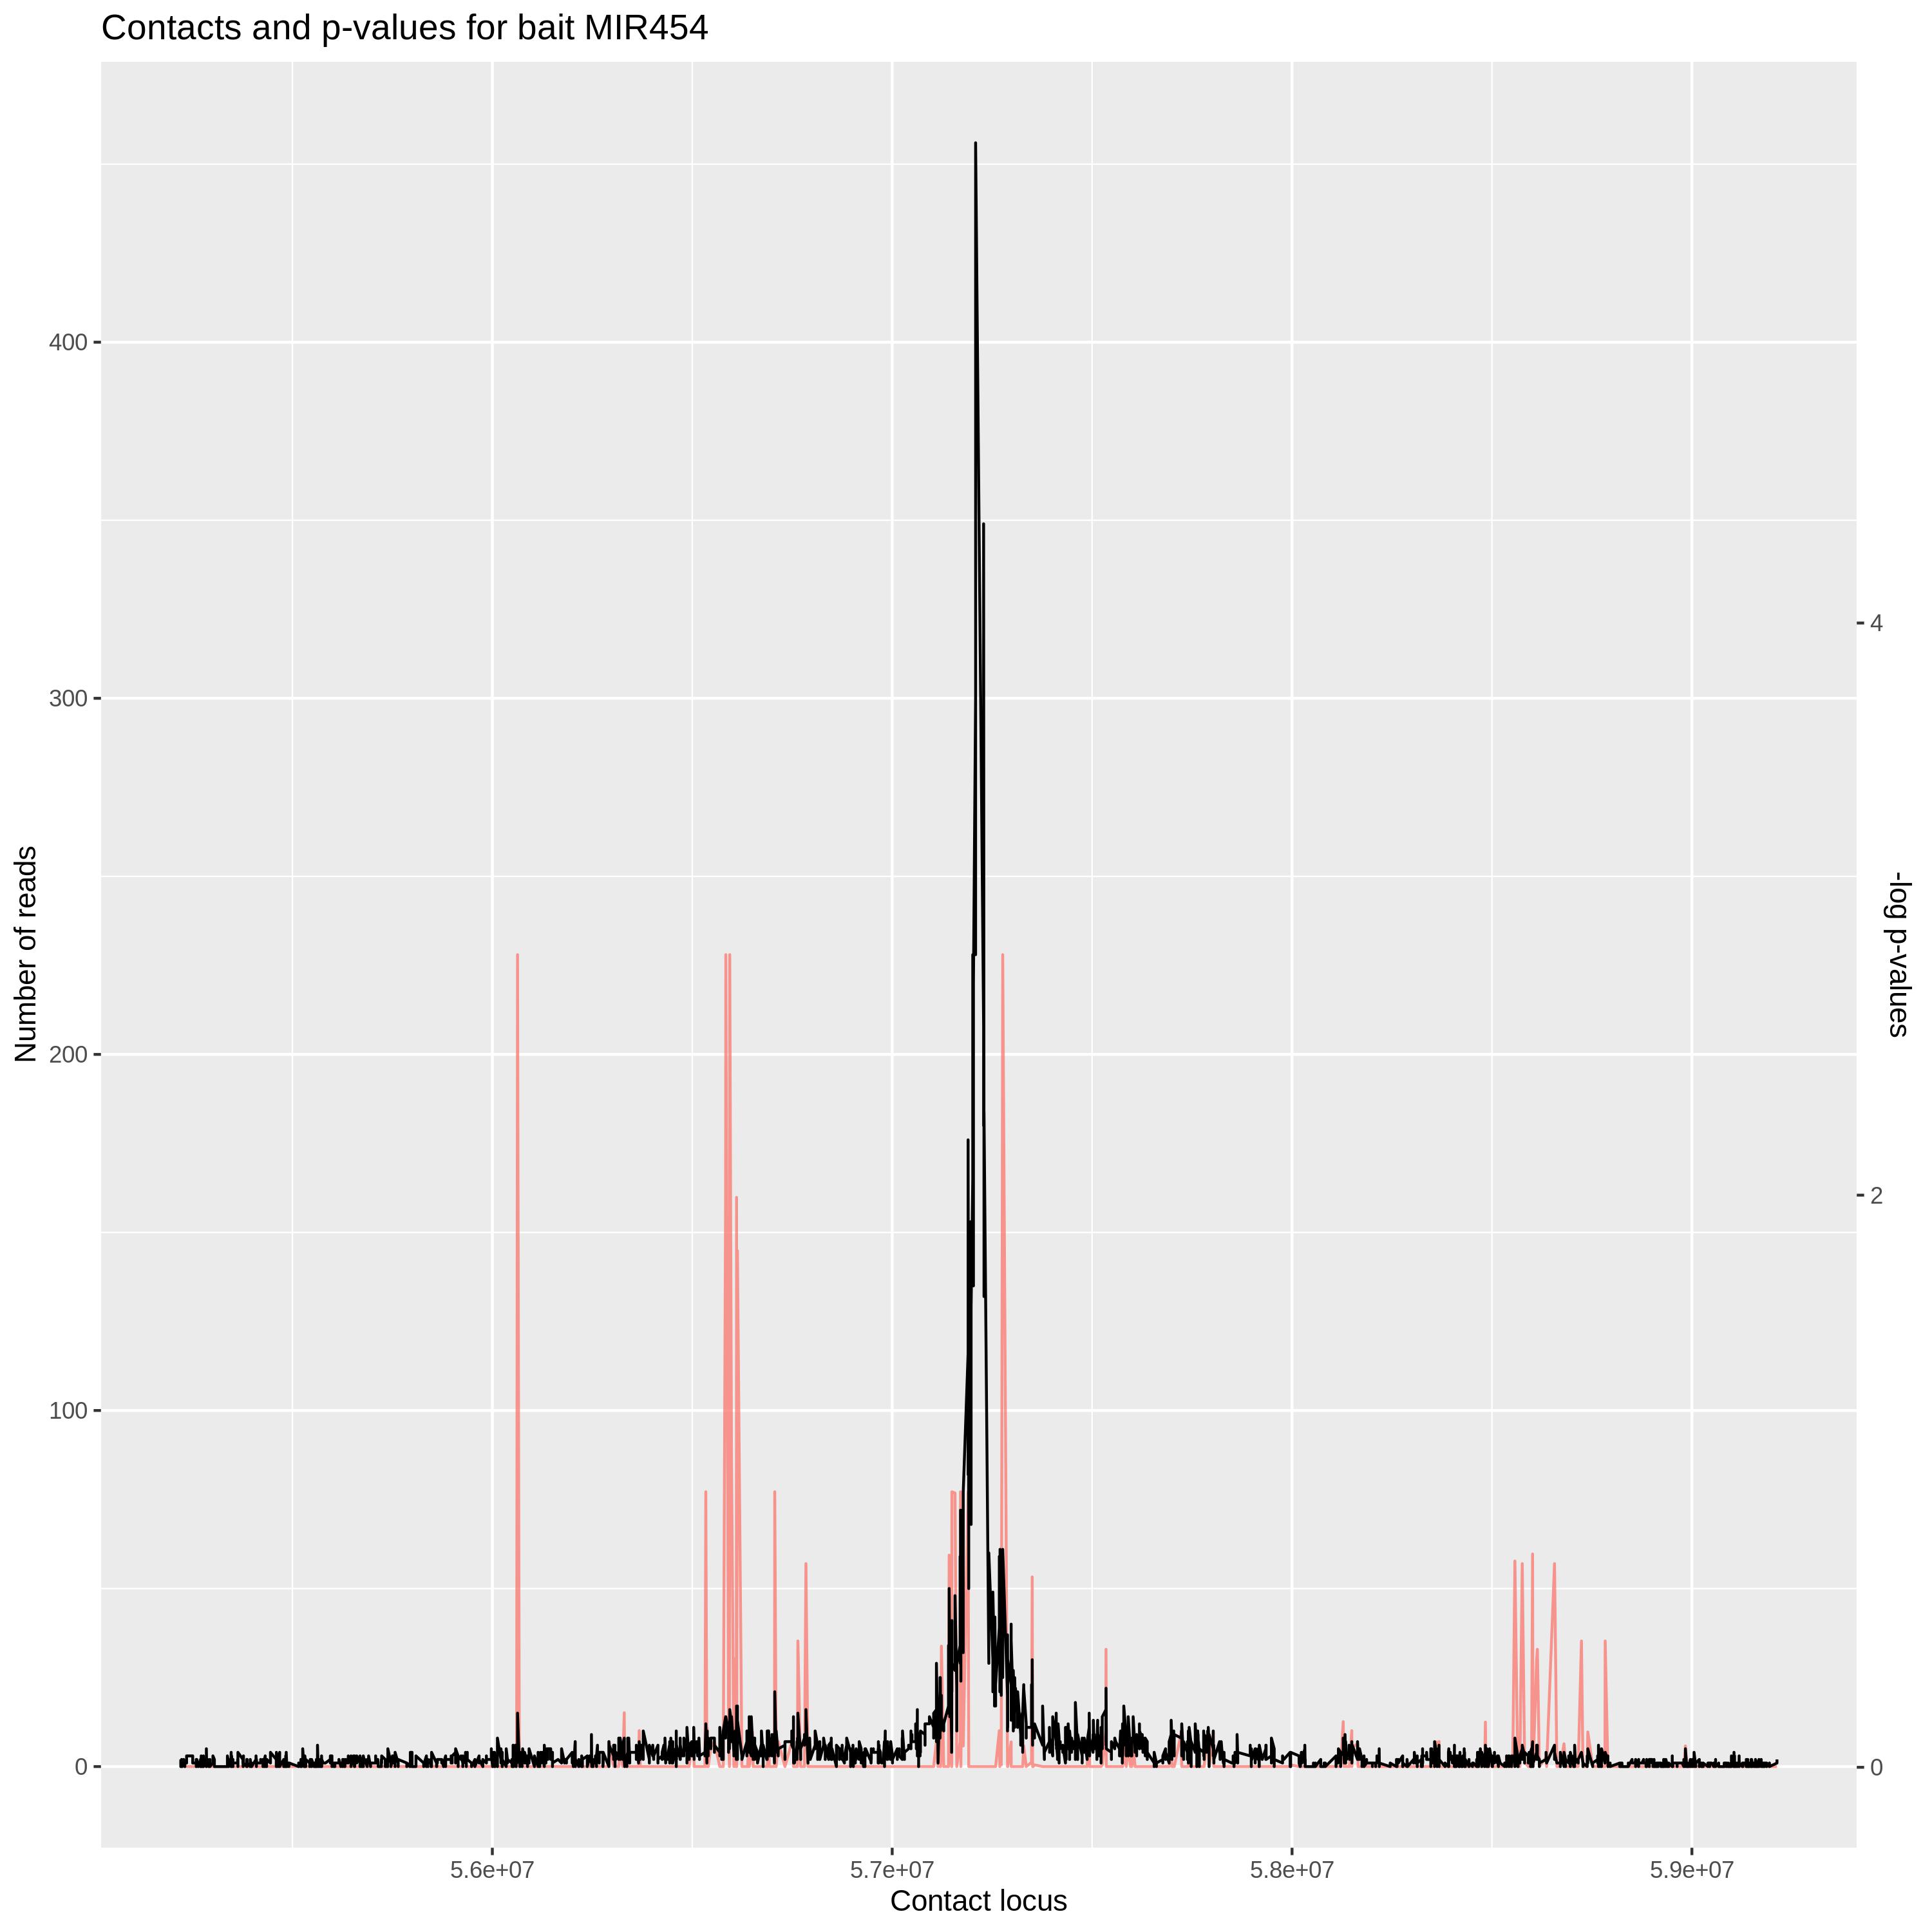 Contacts and p-values for bait MIR454
Number of reads
400
300
200
100
0
4
2
0
-log p-values
5.6e+07
5.7e+07
5.8e+07
5.9e+07
Contact locus